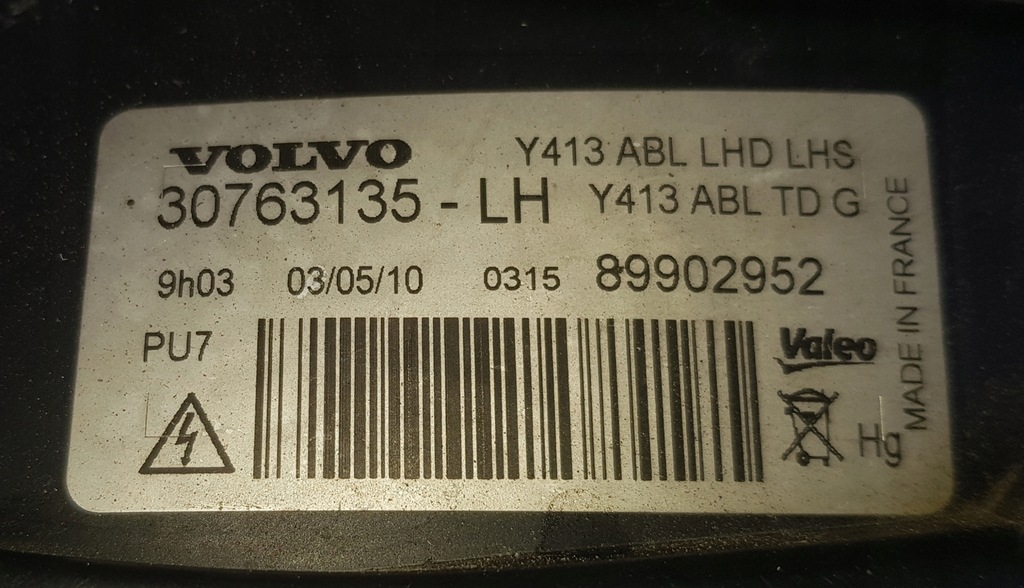 VOLVO Y413 ABL LHD LHS
30763135 - LH Y413 ABL TD G
9h03 03/05/10 0315 89902952
PU7
Valeo
Hg
MADE IN FRANCE